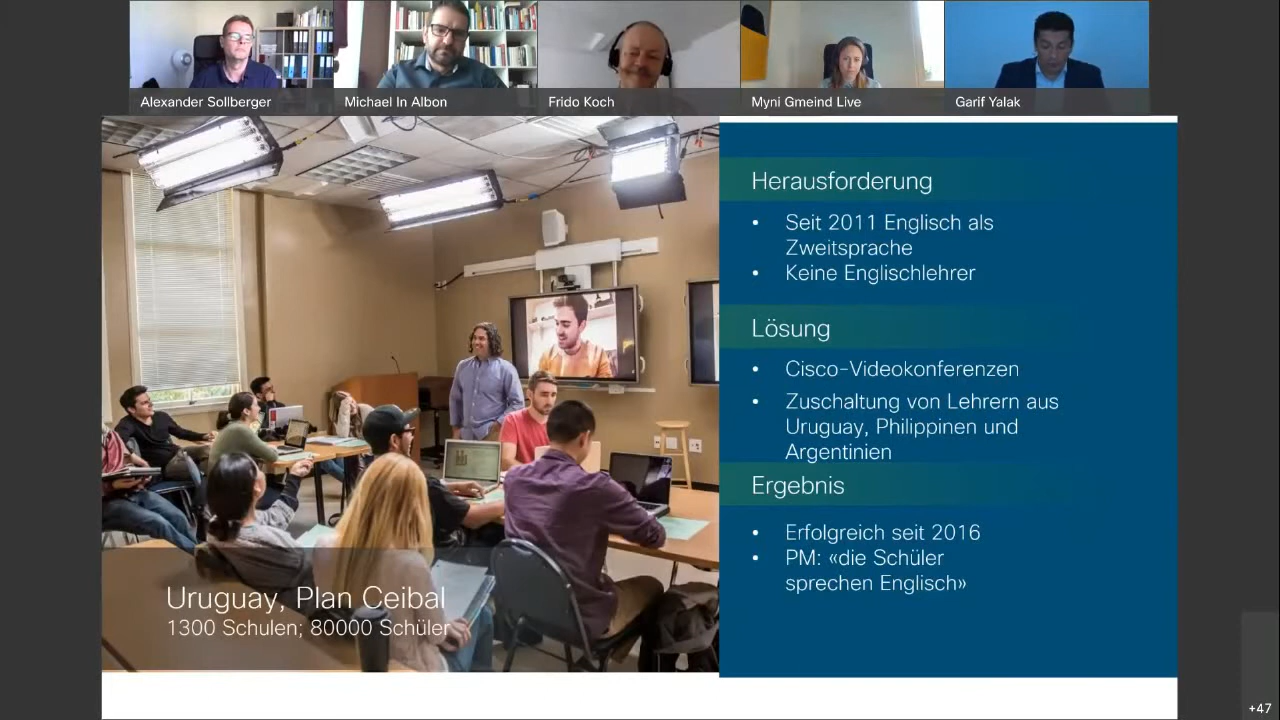 Alexander Sollberger
Michael In Albon
Frido Koch
Myni Gmeind Live
Garif Yalak
Herausforderung
• Seit 2011 Englisch als
Zweitsprache
• Keine Englischlehrer
Lösung
• Cisco-Videokonferenzen
• Zuschaltung von Lehrern aus
Uruguay, Philippinen und
Argentinien
Ergebnis
• Erfolgreich seit 2016
• PM: «die Schüler
sprechen Englisch»
Uruguay, Plan Ceibal
1300 Schulen; 80000 Schüler
+47